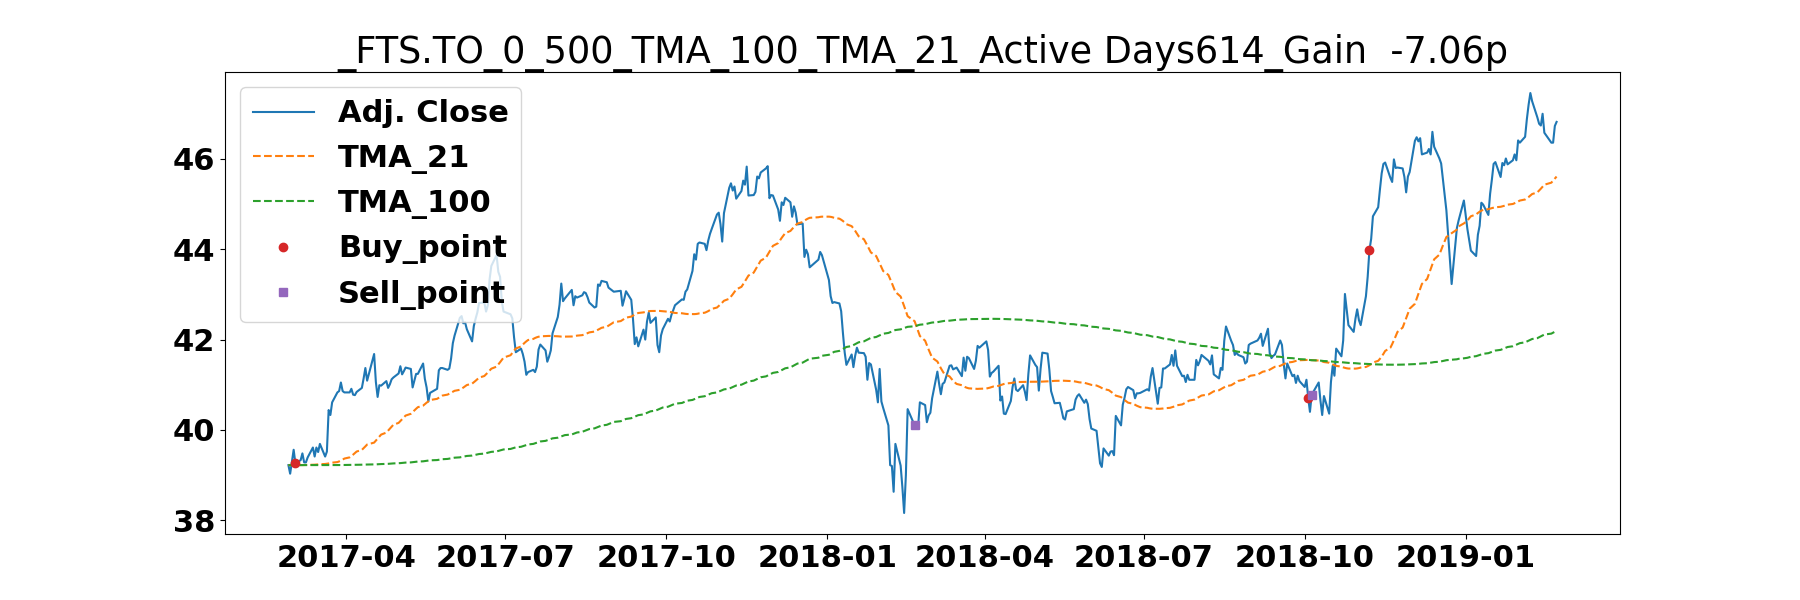 _FTS.TO_0_500_TMA_100_TMA_21_Active Days614_Gain  -7.06p
Adj. Close
TMA_21
TMA_100
Buy_point
Sell_point
46
44
42
40
38
2017-04 2017-07 2017-10 2018-01 2018-04 2018-07 2018-10 2019-01